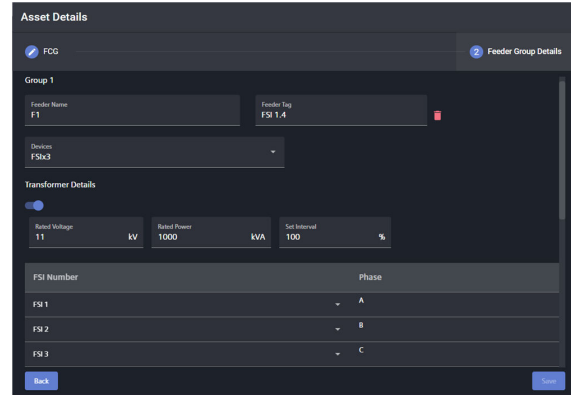 Asset Details
FCG
2 Feeder Group Details
Group 1
Feeder Name
F1
Feeder Tag
FSI 1.4
Devices
FSIx3
Transformer Details
Rated Voltage
11 kV
Rated Power
1000 kVA
Set Interval
100 %
FSI Number Phase
FSI 1 A
FSI 2 B
FSI 3 C
Back Save